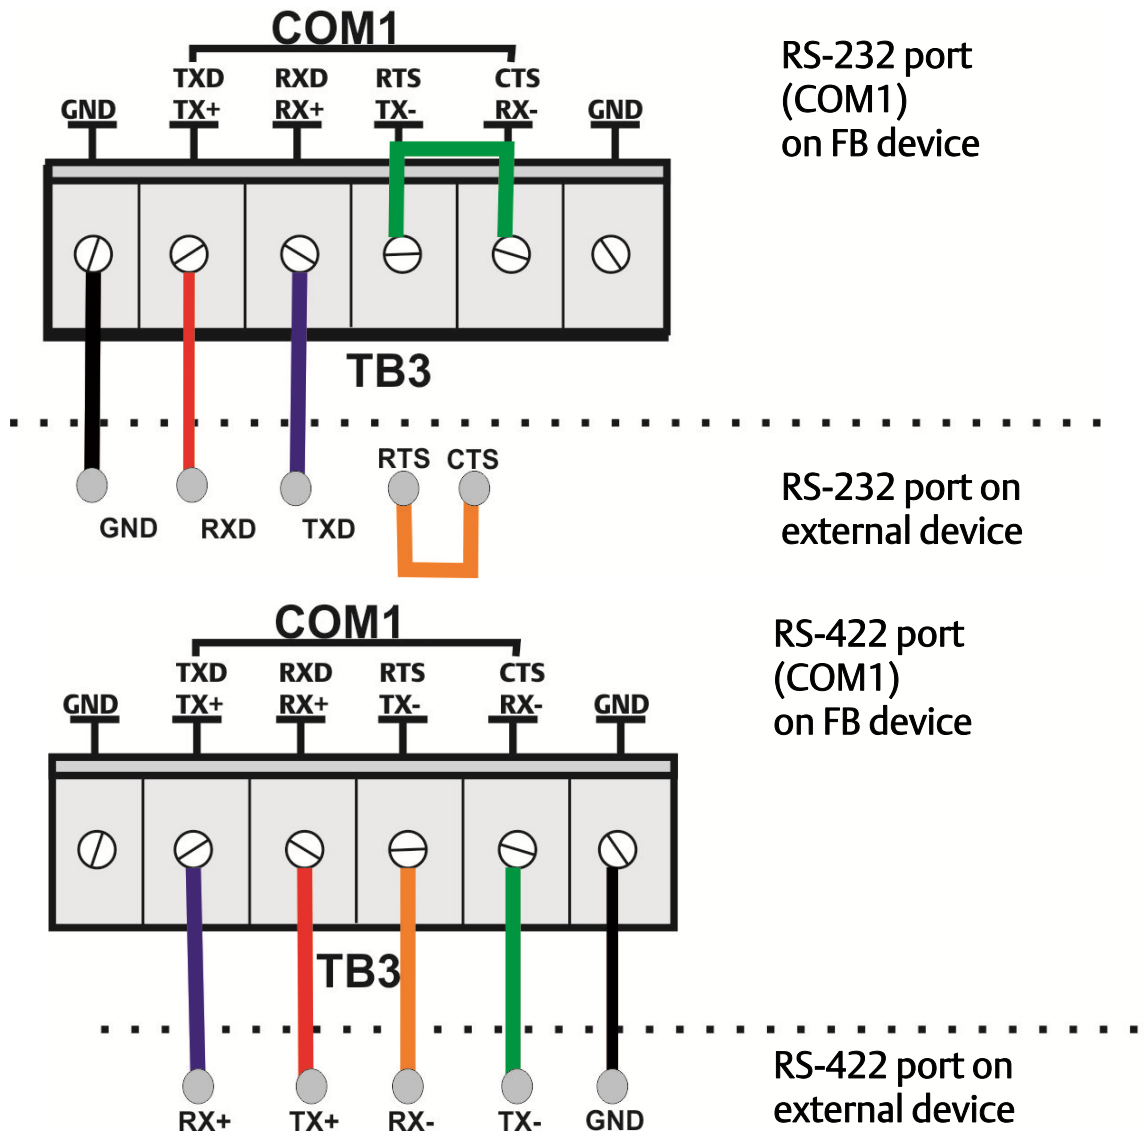 COM1
TXD RXD RTS CTS
GND TX+ RX+ TX- RX- GND
RS-232 port
(COM1)
on FB device
TB3
RTS CTS
GND RXD TXD
RS-232 port on
external device
COM1
TXD RXD RTS CTS
GND TX+ RX+ TX- RX- GND
RS-422 port
(COM1)
on FB device
TB3
RX+ TX+ RX- TX- GND
RS-422 port on
external device